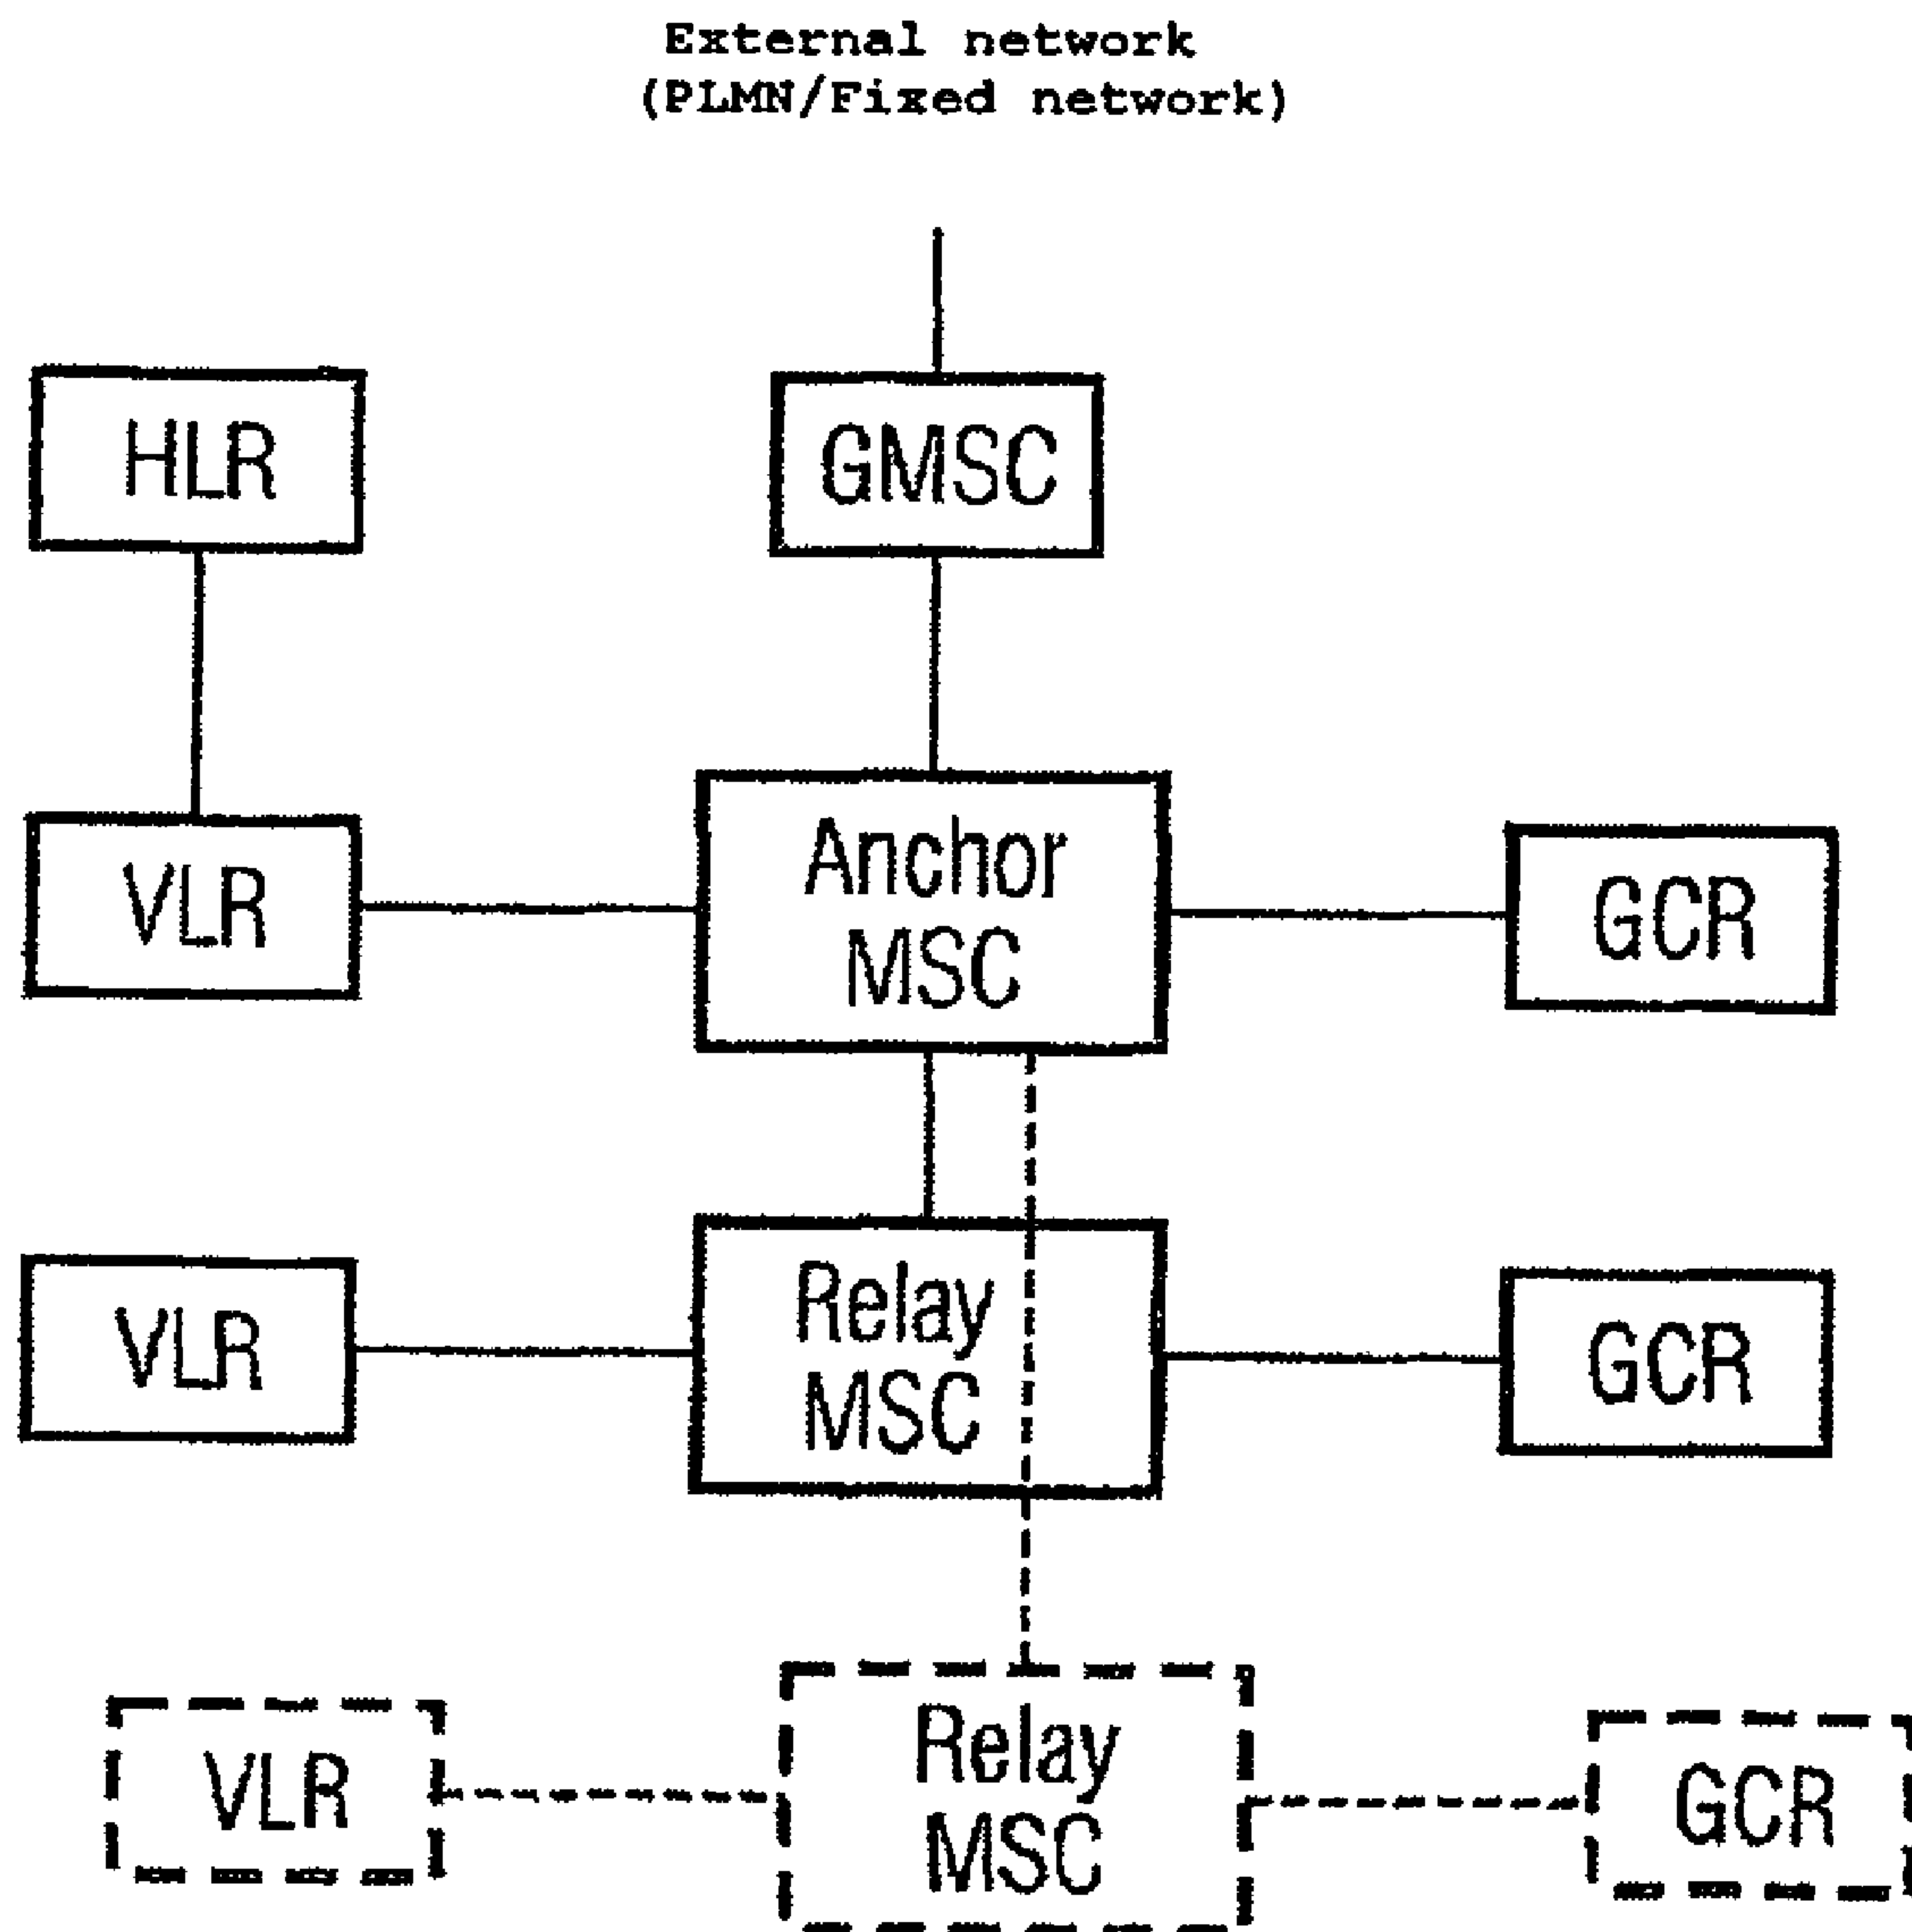 External network
(PLMN/Fixed network)
HLR
GMSC
VLR
Anchor
MSC
GCR
VLR
Relay
MSC
GCR
VLR
Relay
MSC
GCR